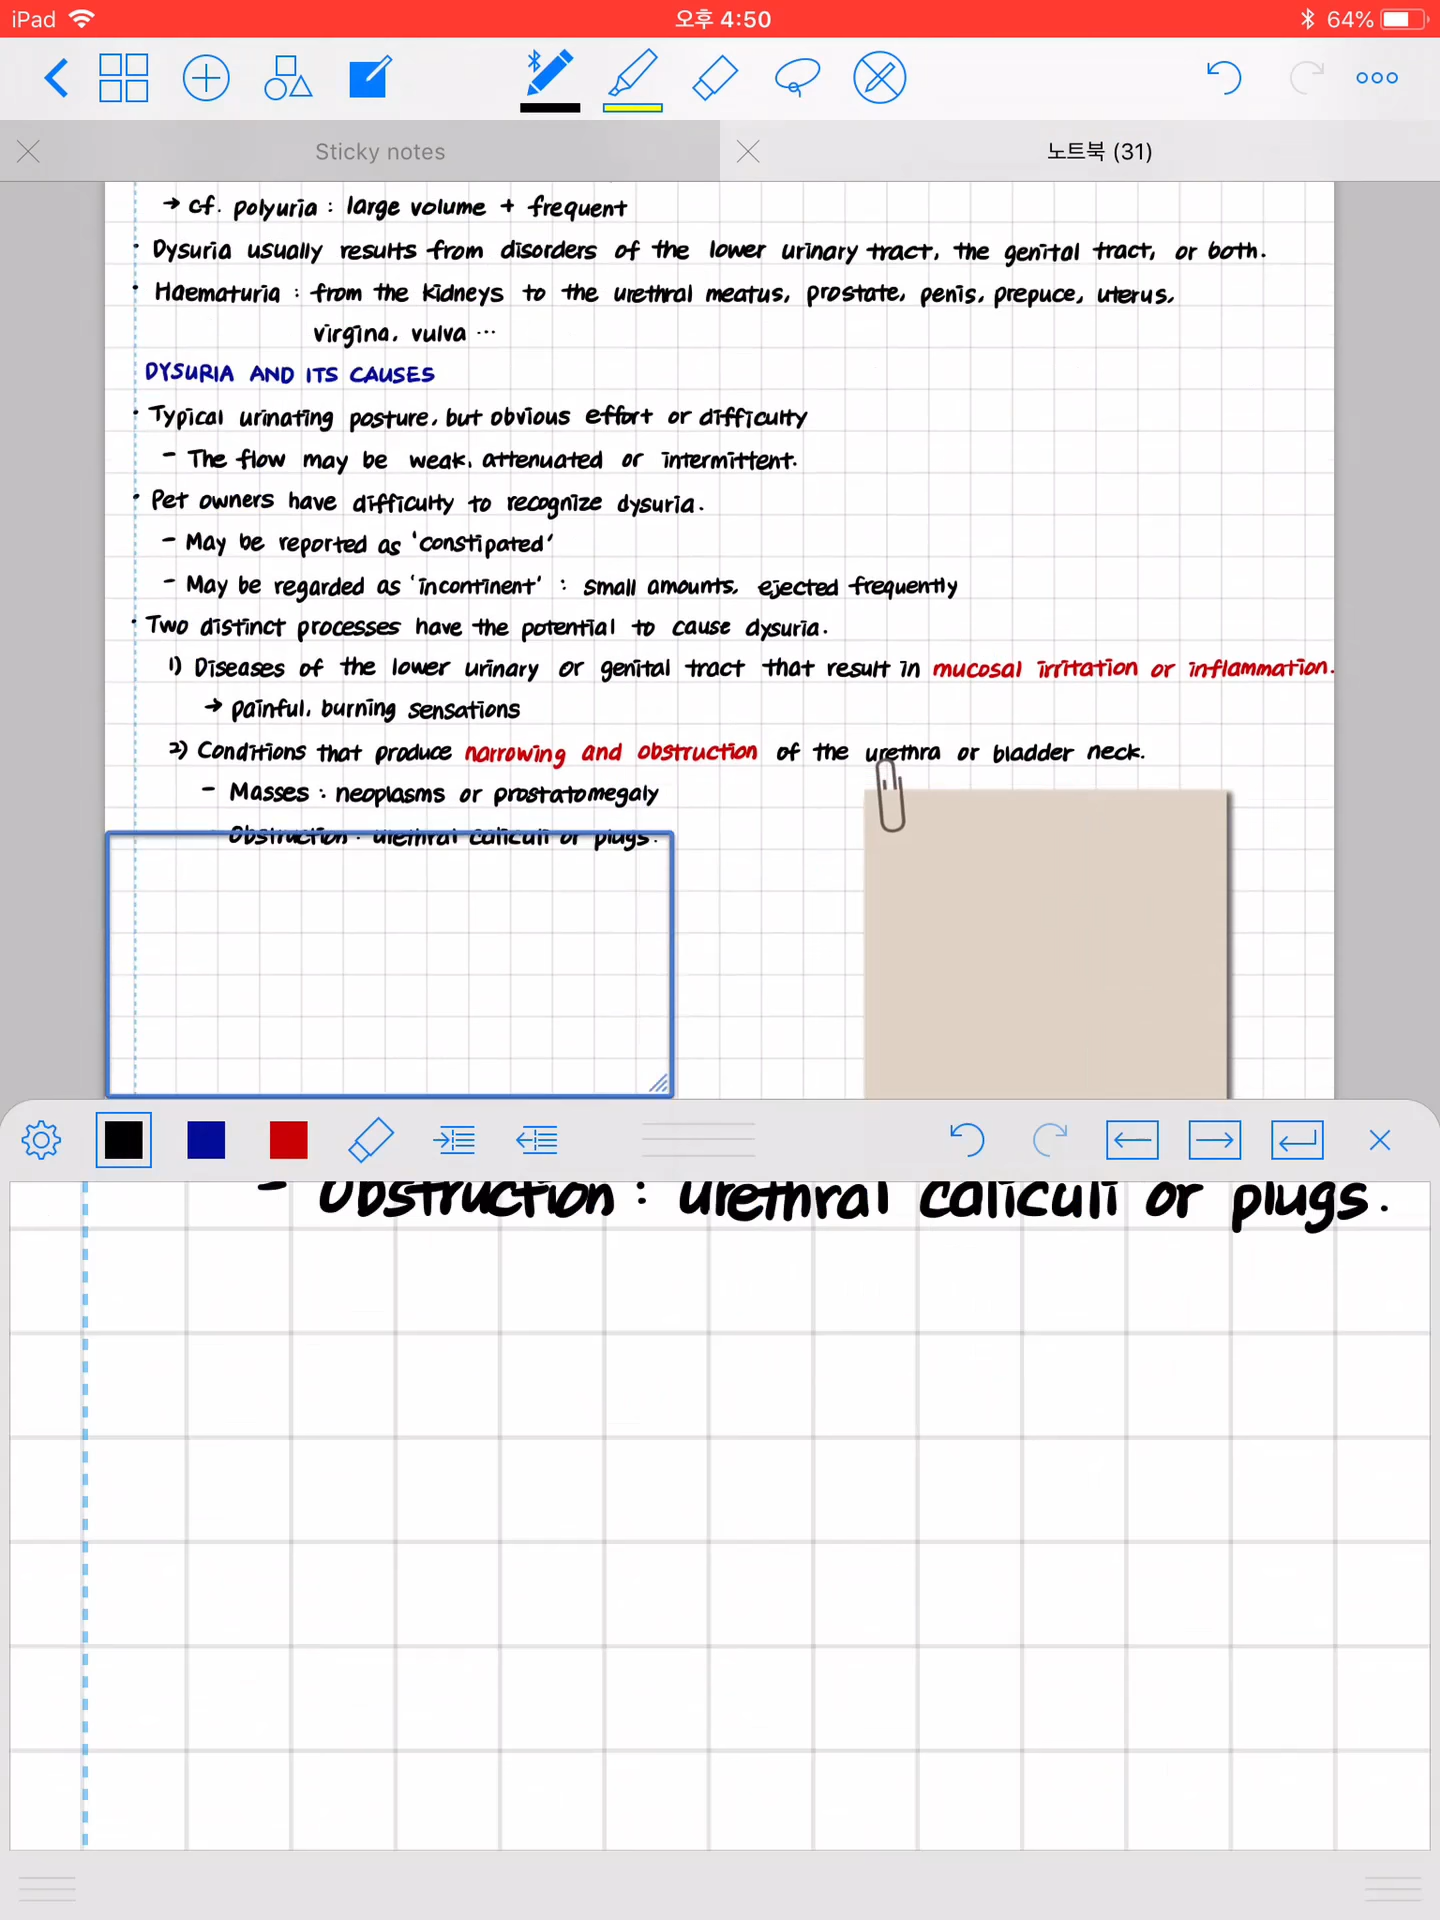 iPad 오후 4:50 64%
Sticky notes 노트북 (31)
→ cf. polyuria : large volume + frequent
· Dysuria usually results from disorders of the lower urinary tract, the genital tract, or both.
· Haematuria : from the kidneys to the urethral meatus, prostate, penis, prepuce, uterus,
virgina, vulva ...
DYSURIA AND ITS CAUSES
· Typical urinating posture, but obvious effort or difficulty
- The flow may be weak, attenuated or intermittent.
· Pet owners have difficulty to recognize dysuria.
- May be reported as 'constipated'
- May be regarded as 'incontinent' : small amounts, ejected frequently
· Two distinct processes have the potential to cause dysuria.
1) Diseases of the lower urinary or genital tract that result in mucosal irritation or inflammation.
→ painful, burning sensations
2) Conditions that produce narrowing and obstruction of the urethra or bladder neck.
- Masses : neoplasms or prostatomegaly
- Obstruction : urethral caliculi or plugs.
- Obstruction : urethral caliculi or plugs.